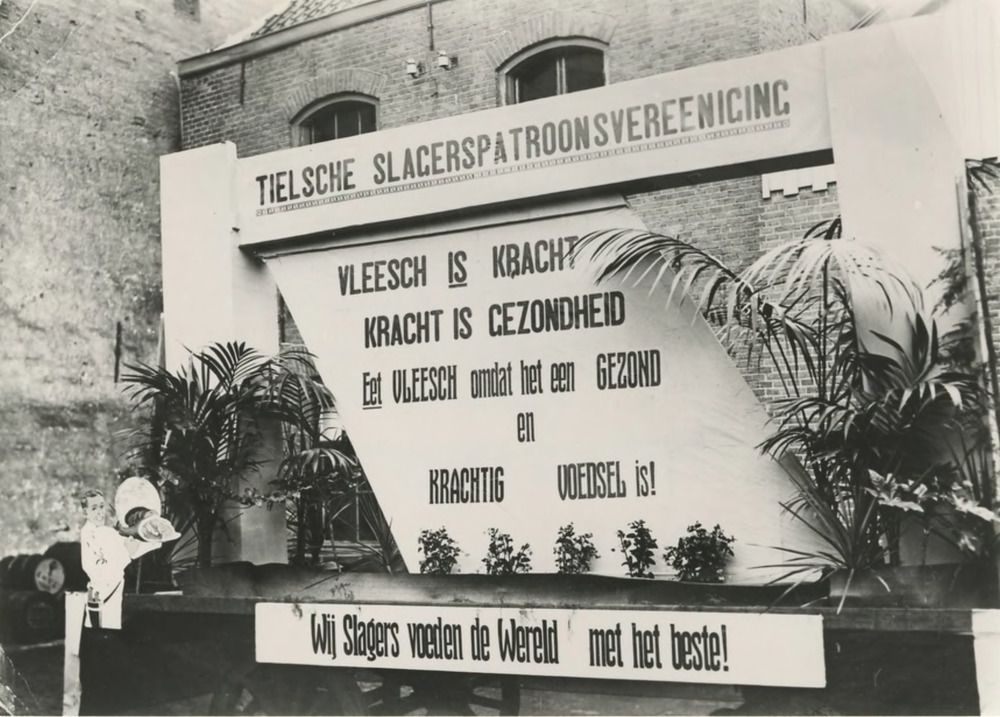 TIELSCHE SLAGERSPATROONSVEREENIGING
VLEESCH IS KRACHT
KRACHT IS GEZONDHEID
Eet VLEESCH omdat het een GEZOND
en
KRACHTIG VOEDSEL is!
Wij Slagers voeden de Wereld met het beste!